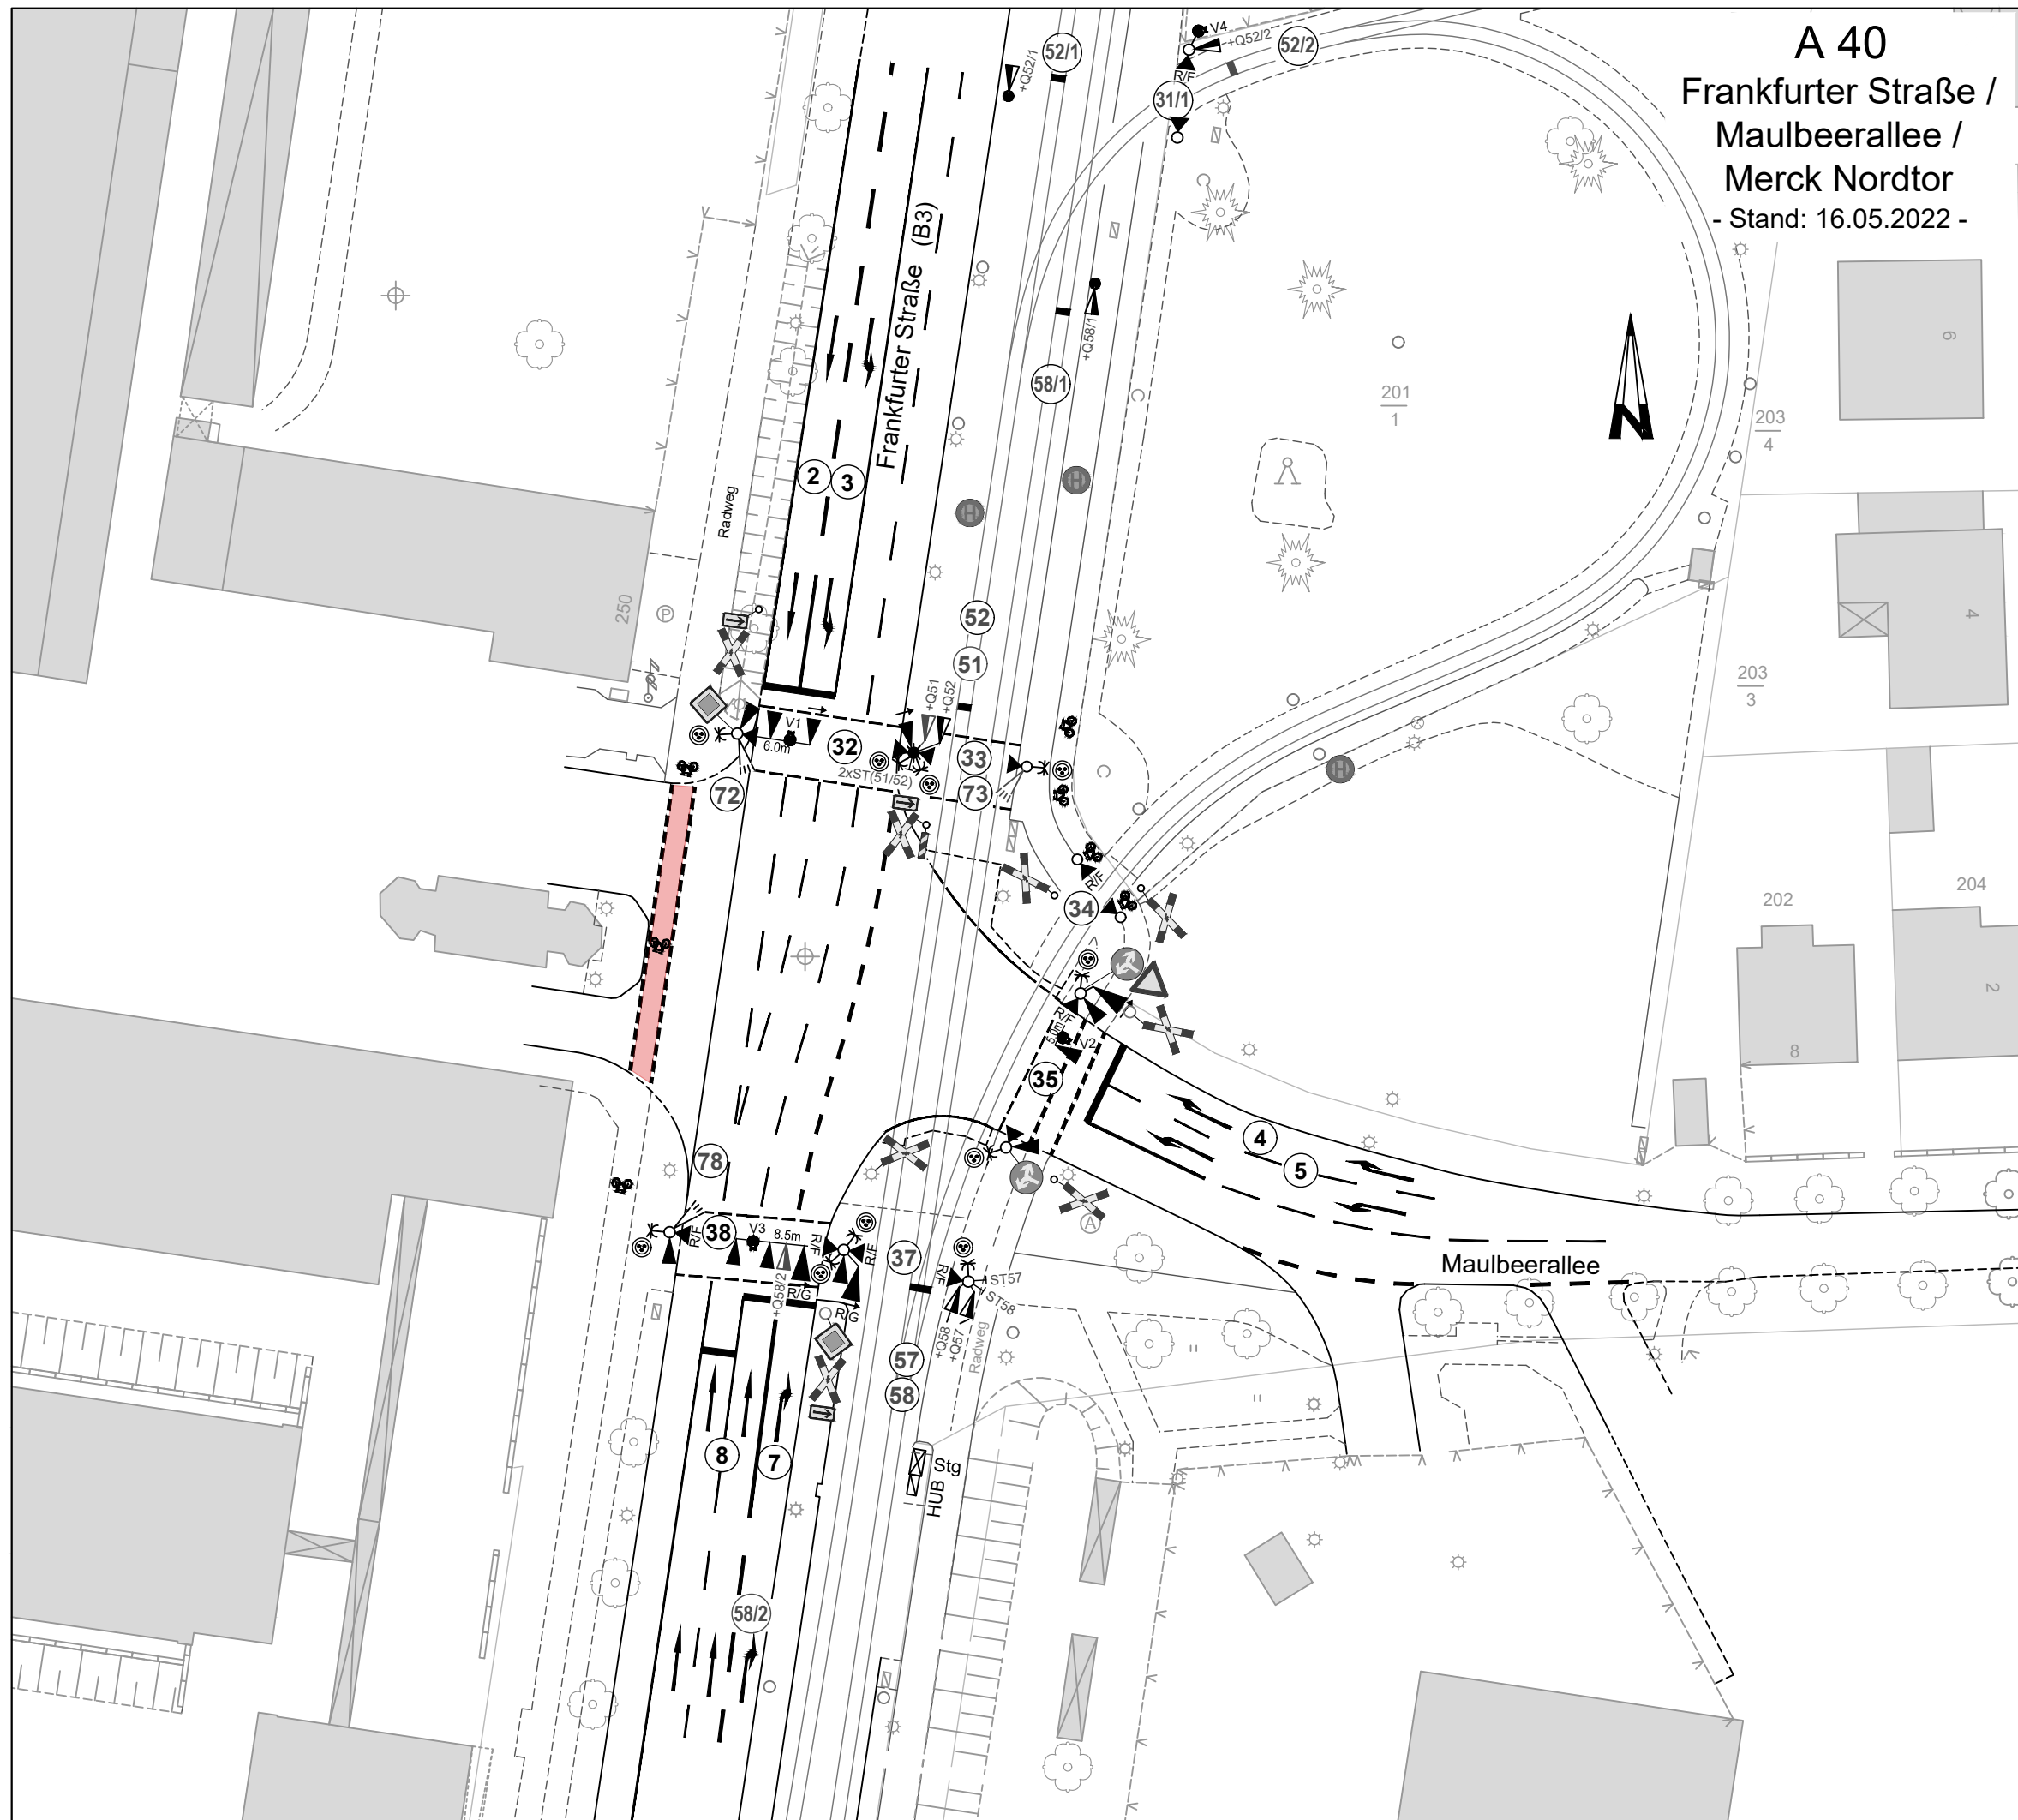 A 40
Frankfurter Straße /
Maulbeerallee /
Merck Nordtor
- Stand: 16.05.2022 -
52/1
+Q52/1
V4
+Q52/2
52/2
R/F
31/1
Frankfurter Straße (B3)
+Q58/1
58/1
201
1
N
6
203
4
2
3
Radweg
H
H
250
P
52
51
4
203
3
+Q51
+Q52
V1
6.0m
32
33
2xST(51/52)
72
73
H
R/F
34
202
204
2
R/F
V2
35
8
4
5
78
A
38
V3
8.5m
R/F
R/F
R/F
37
R/F
ST57
ST58
Maulbeerallee
+Q58/2
R/G
R/G
+Q58
+Q57
Radweg
57
58
8
7
Stg
HUB
58/2